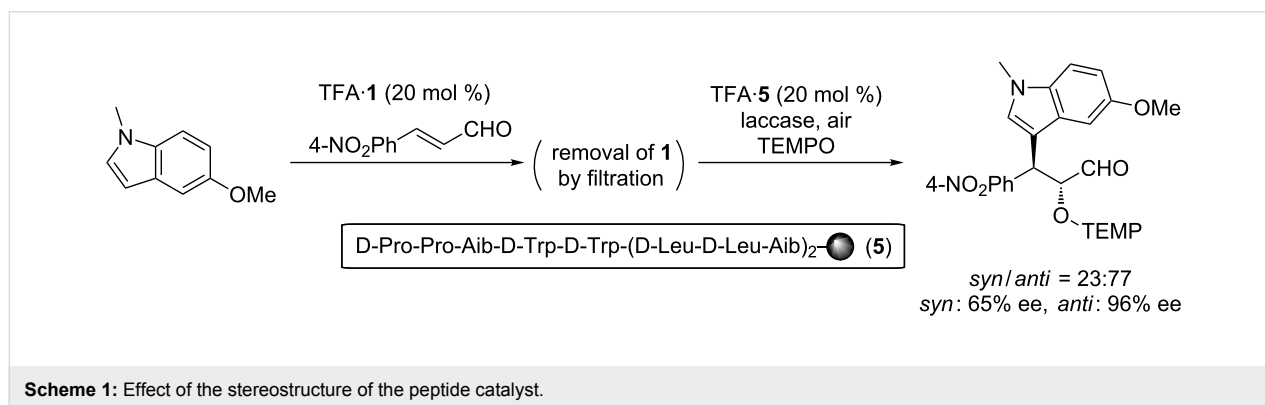 N
OMe
TFA·1 (20 mol %)
4-NO2Ph
CHO
( removal of 1
by filtration )
TFA·5 (20 mol %)
laccase, air
TEMPO
N
OMe
4-NO2Ph
CHO
O
TEMP
D-Pro-Pro-Aib-D-Trp-D-Trp-(D-Leu-D-Leu-Aib)2 (5)
syn/anti = 23:77
syn: 65% ee, anti: 96% ee
Scheme 1: Effect of the stereostructure of the peptide catalyst.